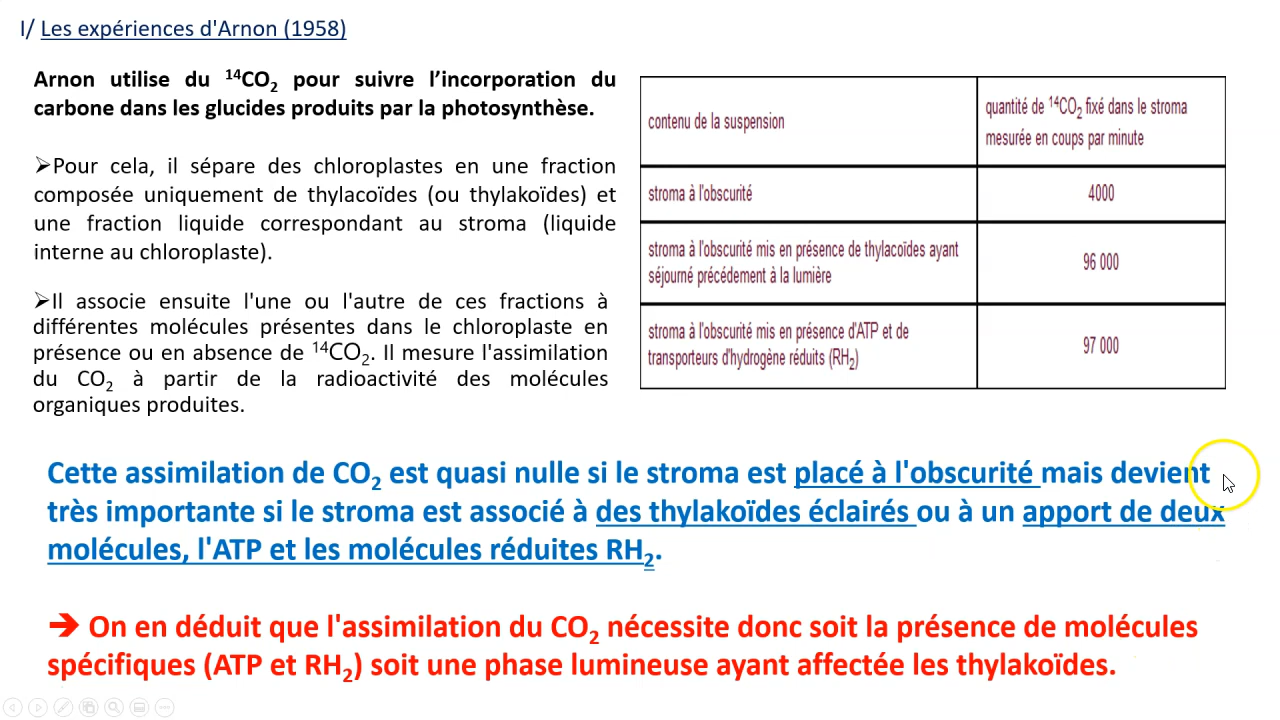 I/ Les expériences d'Arnon (1958)
Arnon utilise du ¹⁴CO₂ pour suivre l’incorporation du
carbone dans les glucides produits par la photosynthèse.
➢Pour cela, il sépare des chloroplastes en une fraction
composée uniquement de thylacoïdes (ou thylakoïdes) et
une fraction liquide correspondant au stroma (liquide
interne au chloroplaste).
➢Il associe ensuite l'une ou l'autre de ces fractions à
différentes molécules présentes dans le chloroplaste en
présence ou en absence de ¹⁴CO₂. Il mesure l'assimilation
du CO₂ à partir de la radioactivité des molécules
organiques produites.
contenu de la suspension
quantité de ¹⁴CO₂ fixé dans le stroma
mesurée en coups par minute
stroma à l'obscurité
4000
stroma à l'obscurité mis en présence de thylacoïdes ayant
séjourné précédement à la lumière
96 000
stroma à l'obscurité mis en présence d'ATP et de
transporteurs d'hydrogène réduits (RH₂)
97 000
Cette assimilation de CO₂ est quasi nulle si le stroma est placé à l'obscurité mais devient
très importante si le stroma est associé à des thylakoïdes éclairés ou à un apport de deux
molécules, l'ATP et les molécules réduites RH₂.
➔ On en déduit que l'assimilation du CO₂ nécessite donc soit la présence de molécules
spécifiques (ATP et RH₂) soit une phase lumineuse ayant affectée les thylakoïdes.